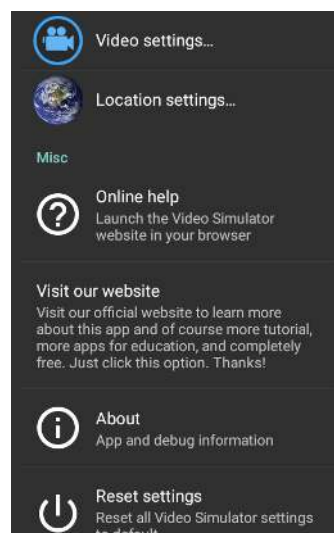 Video settings...
Location settings...
Misc
Online help
Launch the Video Simulator
website in your browser
Visit our website
Visit our official website to learn more
about this app and of course more tutorial,
more apps for education, and completely
free. Just click this option. Thanks!
About
App and debug information
Reset settings
Reset all Video Simulator settings
to default